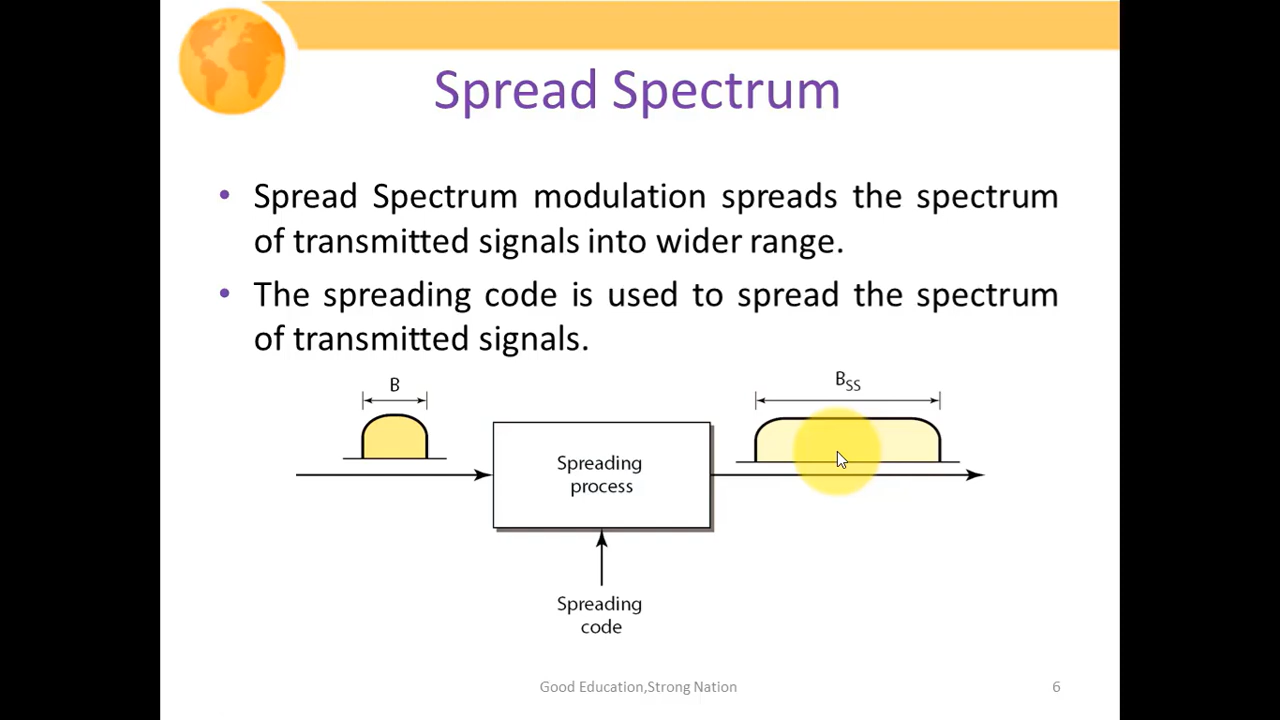 Spread Spectrum
• Spread Spectrum modulation spreads the spectrum
of transmitted signals into wider range.
• The spreading code is used to spread the spectrum
of transmitted signals.
B
BSS
Spreading
process
Spreading
code
Good Education,Strong Nation
6